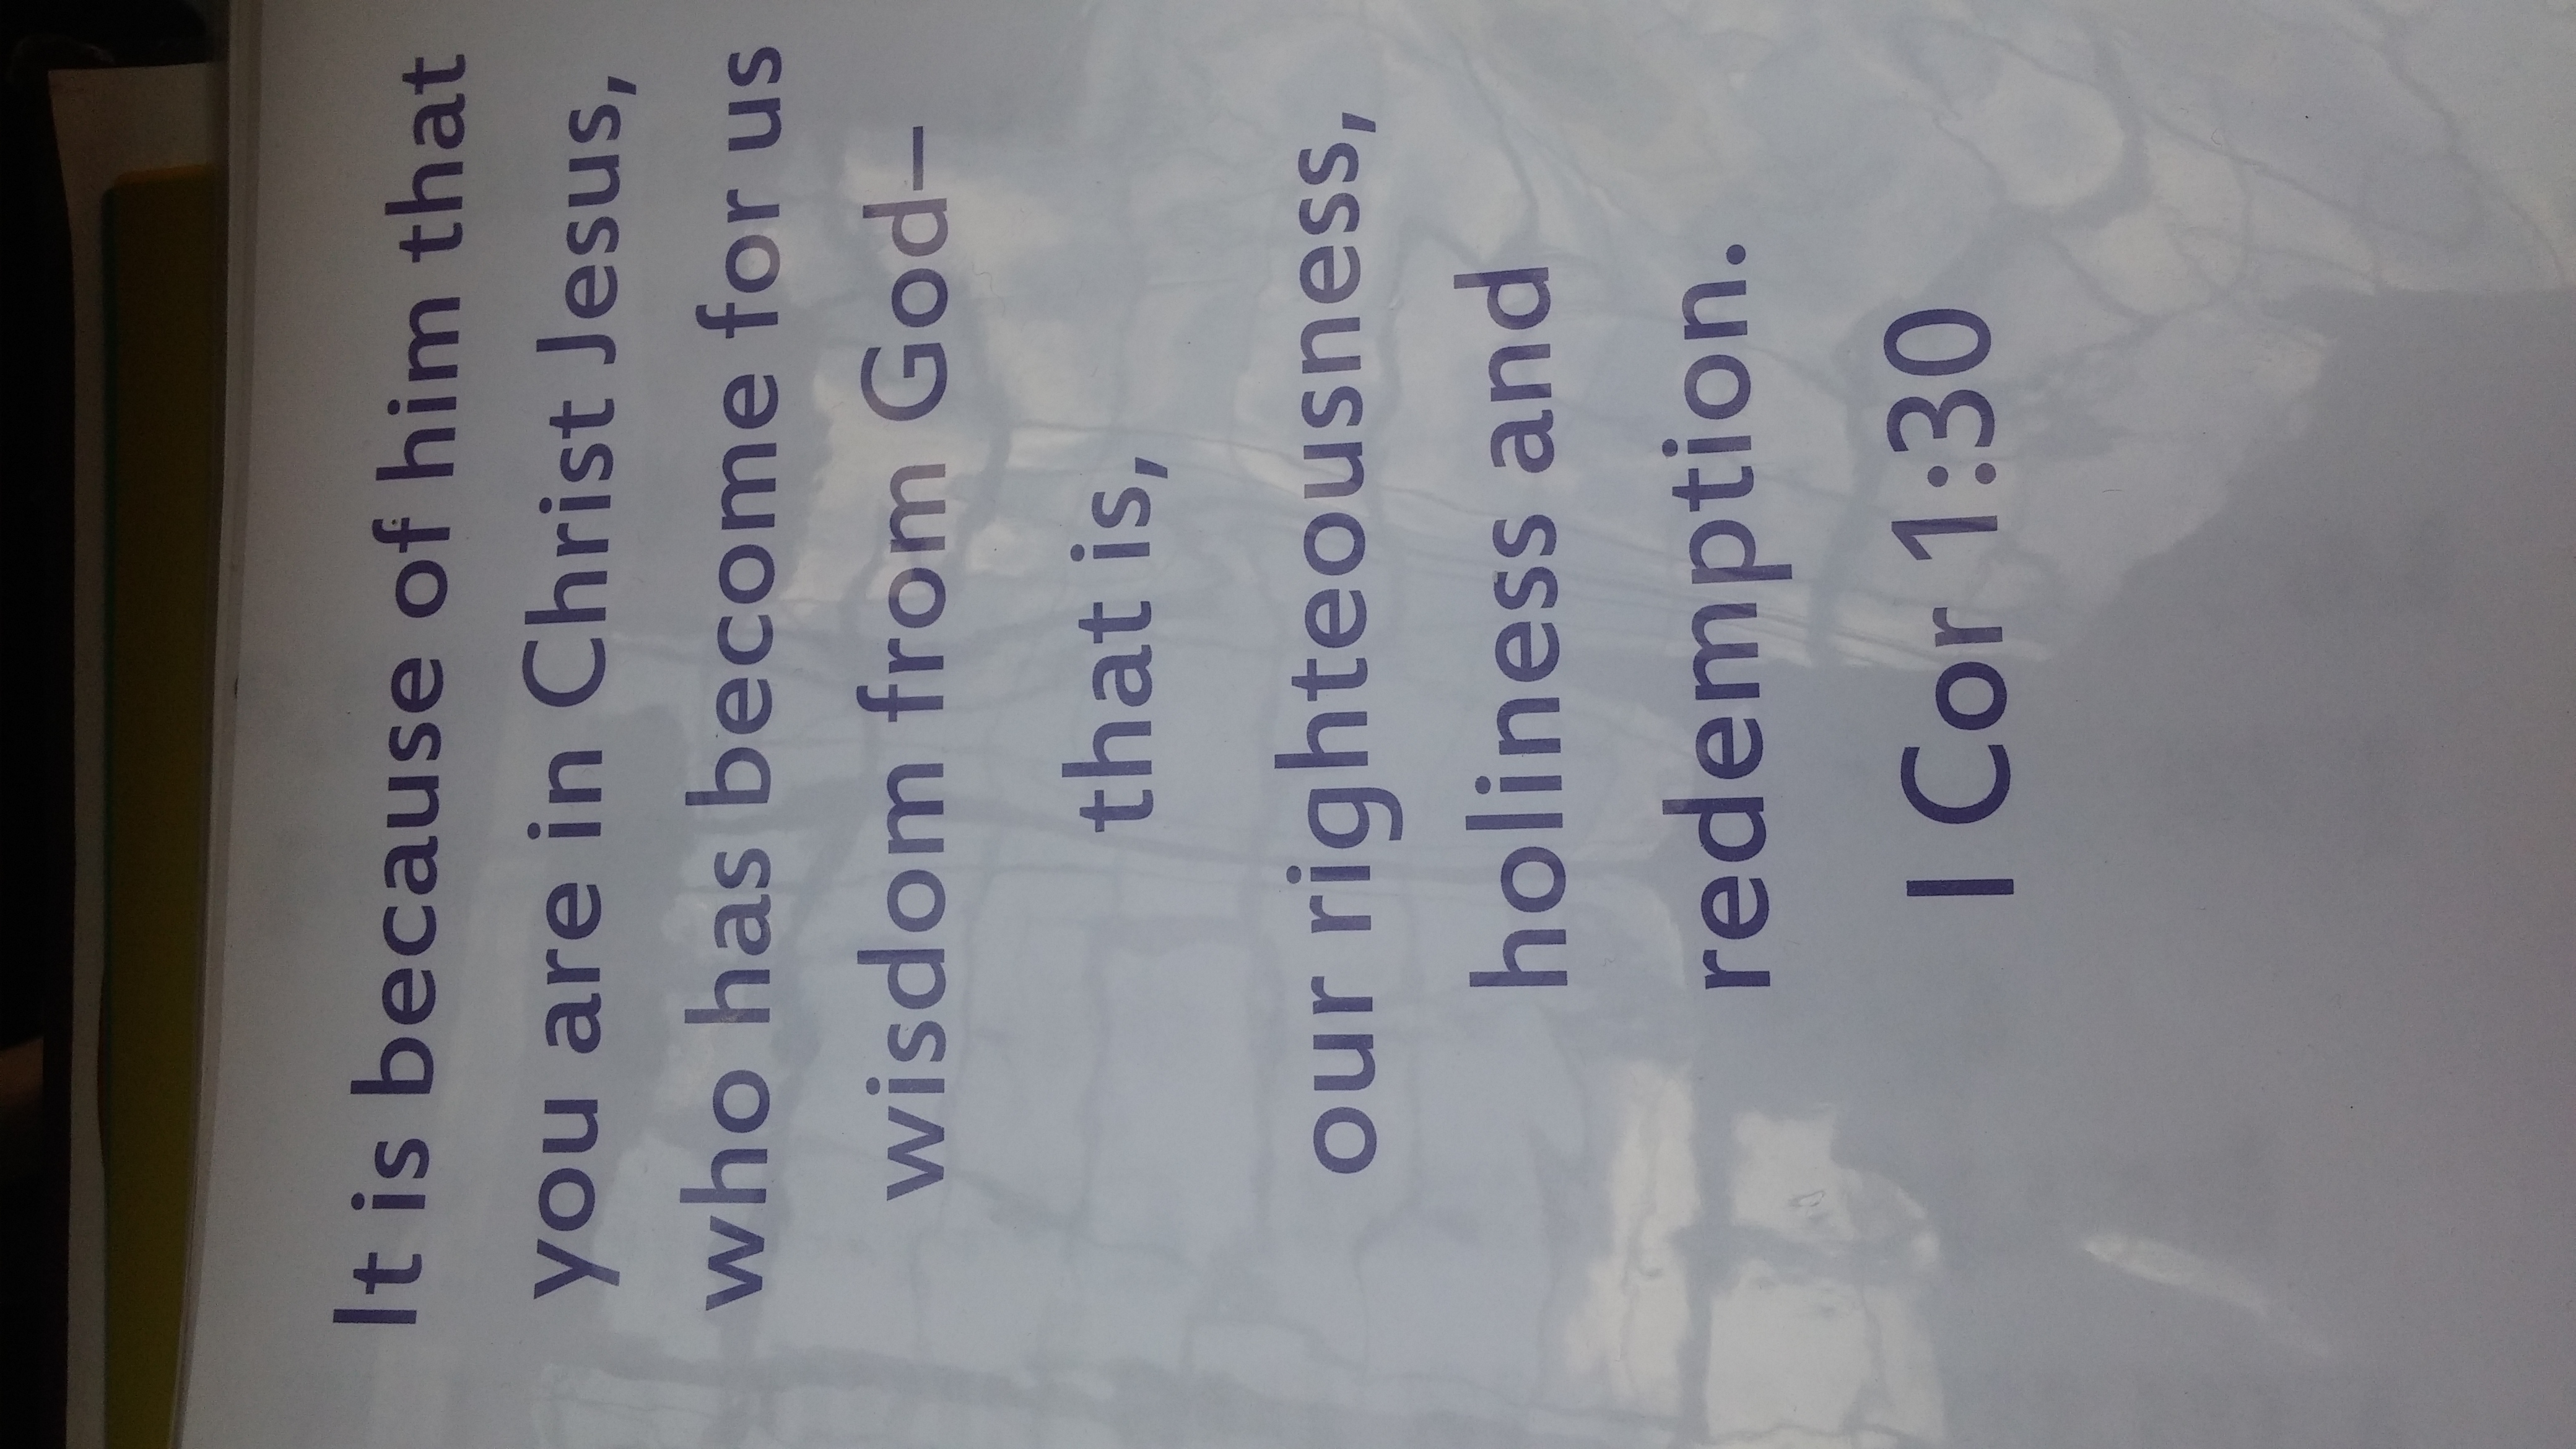 It is because of him that
you are in Christ Jesus,
who has become for us
wisdom from God–
that is,
our righteousness,
holiness and
redemption.
I Cor 1:30